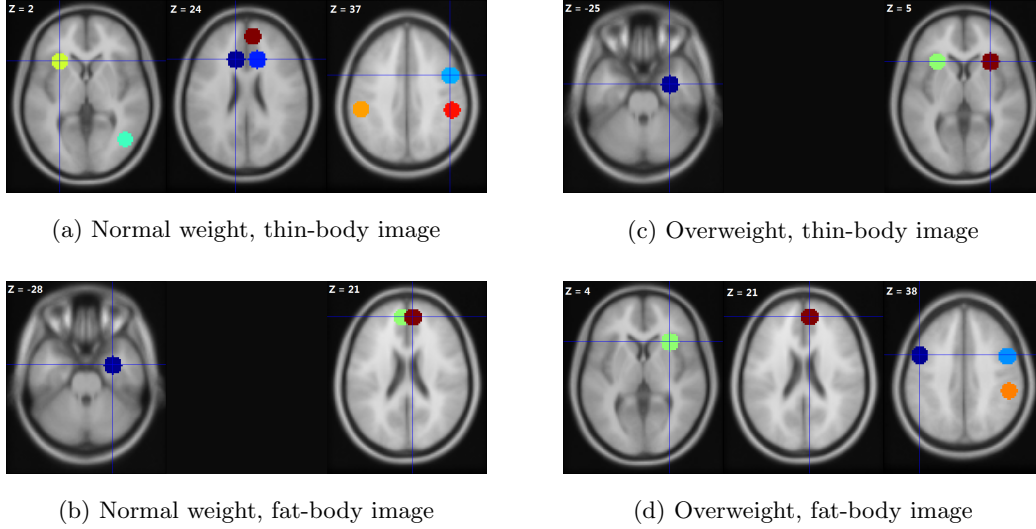 Z = 2
Z = 24
Z = 37
(a) Normal weight, thin-body image
Z = -25
Z = 5
(c) Overweight, thin-body image
Z = -28
Z = 21
(b) Normal weight, fat-body image
Z = 4
Z = 21
Z = 38
(d) Overweight, fat-body image